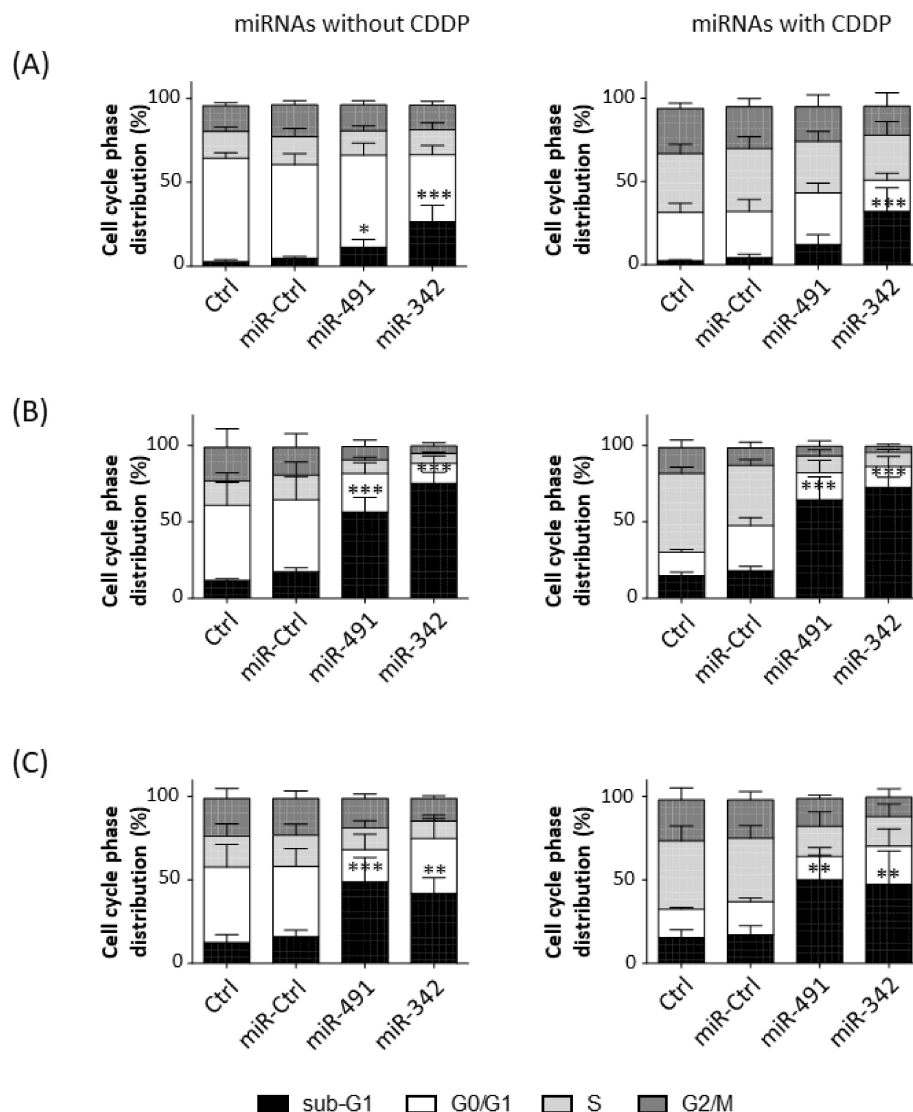 miRNAs without CDDP
miRNAs with CDDP
(A)
Cell cycle phase
distribution (%)
100
50
0
*
***
Ctrl
miR-Ctrl
miR-491
miR-342
Cell cycle phase
distribution (%)
100
50
0
***
Ctrl
miR-Ctrl
miR-491
miR-342
(B)
Cell cycle phase
distribution (%)
100
50
0
***
***
Ctrl
miR-Ctrl
miR-491
miR-342
Cell cycle phase
distribution (%)
100
50
0
***
***
Ctrl
miR-Ctrl
miR-491
miR-342
(C)
Cell cycle phase
distribution (%)
100
50
0
***
**
Ctrl
miR-Ctrl
miR-491
miR-342
Cell cycle phase
distribution (%)
100
50
0
**
**
Ctrl
miR-Ctrl
miR-491
miR-342
sub-G1 G0/G1 S G2/M